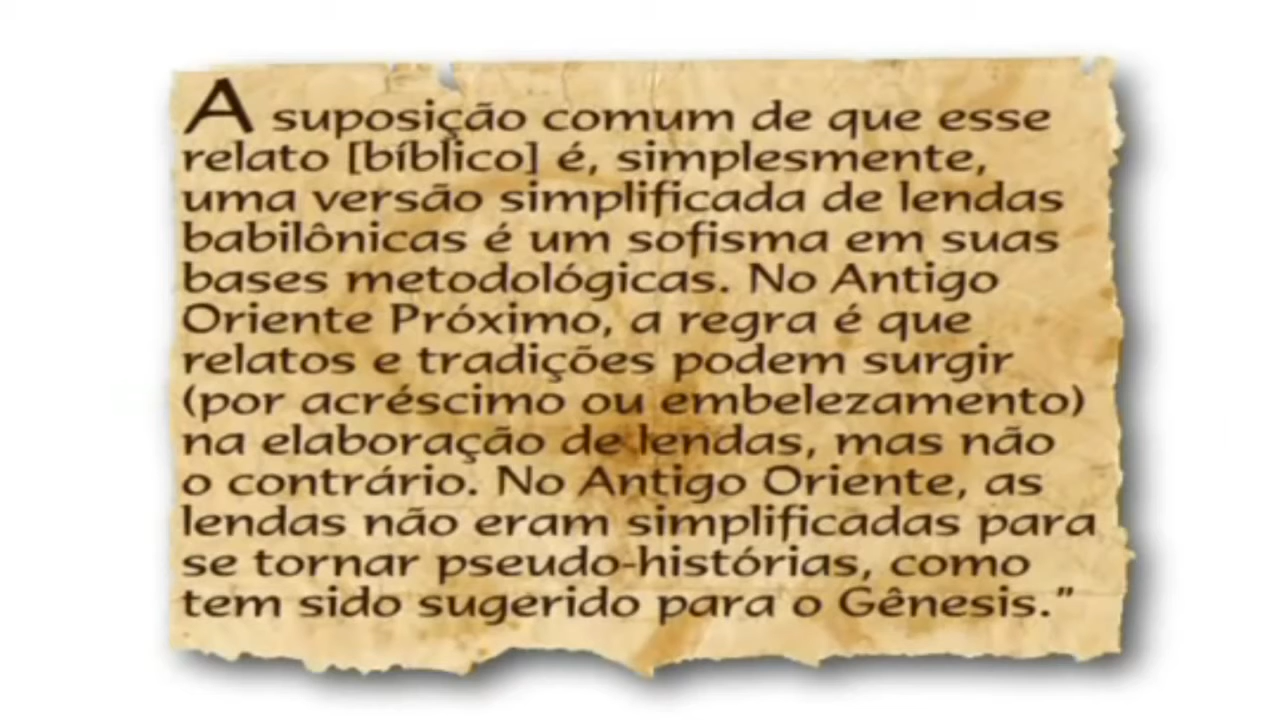 A suposição comum de que esse
relato [bíblico] é, simplesmente,
uma versão simplificada de lendas
babilônicas é um sofisma em suas
bases metodológicas. No Antigo
Oriente Próximo, a regra é que
relatos e tradições podem surgir
(por acréscimo ou embelezamento)
na elaboração de lendas, mas não
o contrário. No Antigo Oriente, as
lendas não eram simplificadas para
se tornar pseudo-histórias, como
tem sido sugerido para o Gênesis."